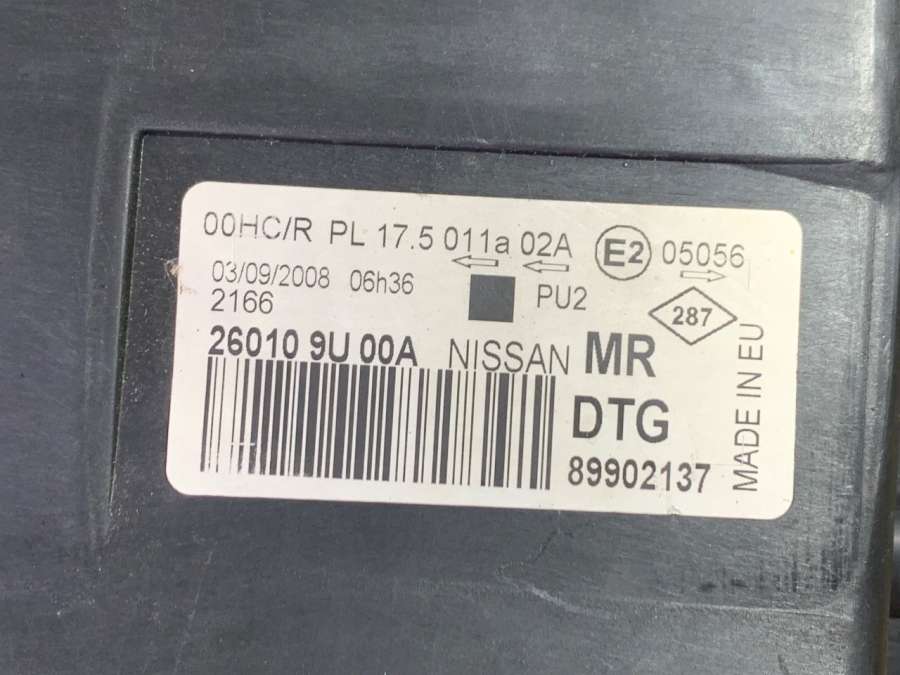 00HC/R PL 17.5 011a 02A E2 05056
03/09/2008 06h36
2166
PU2
287
26010 9U 00A NISSAN MR
DTG
89902137
MADE IN EU